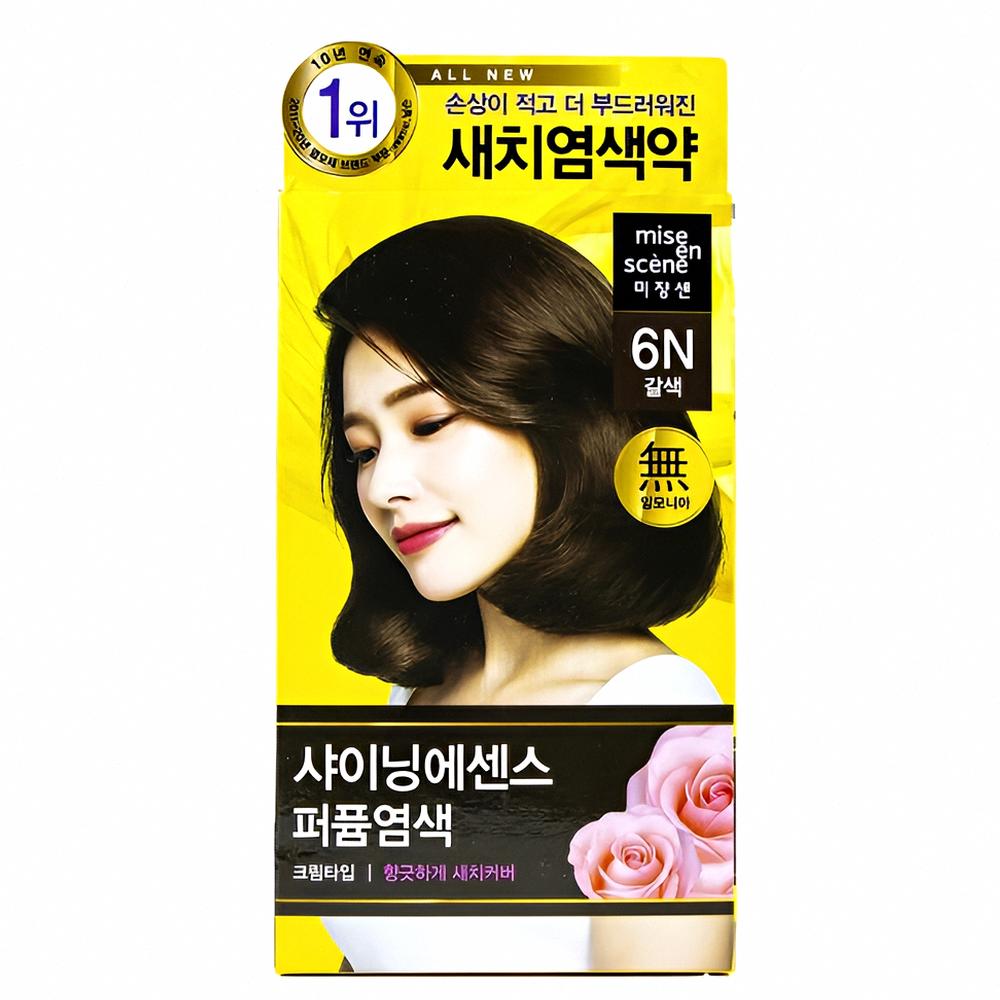 10년 연속
1위
ALL NEW
손상이 적고 더 부드러워진
새치염색약
mise
en
scène
미쟝센
6N
갈색
無
암모니아
샤이닝에센스
퍼퓸염색
크림타입 | 향긋하게 새치커버